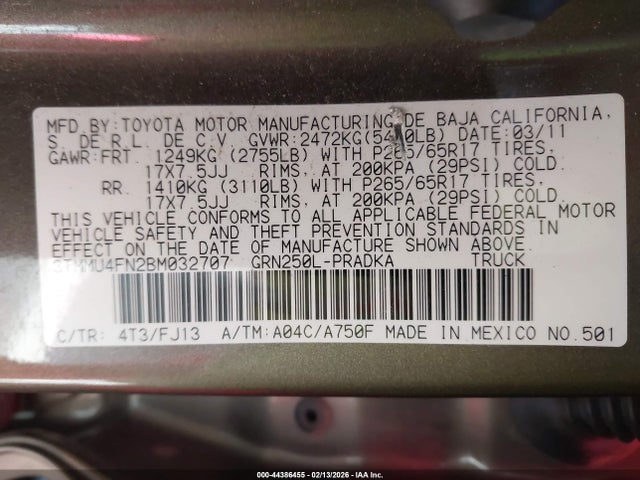 MFD.BY:TOYOTA MOTOR MANUFACTURING DE BAJA CALIFORNIA,
S. DE R.L. DE C.V. GVWR:2472KG(5450LB) DATE:03/11
GAWR:FRT. 1249KG (2755LB) WITH P265/65R17 TIRES,
17X7.5JJ RIMS, AT 200KPA (29PSI) COLD.
RR. 1410KG (3110LB) WITH P265/65R17 TIRES,
17X7.5JJ RIMS, AT 200KPA (29PSI) COLD.
THIS VEHICLE CONFORMS TO ALL APPLICABLE FEDERAL MOTOR
VEHICLE SAFETY AND THEFT PREVENTION STANDARDS IN
EFFECT ON THE DATE OF MANUFACTURE SHOWN ABOVE.
3TMMU4FN2BM032707 GRN250L-PRADKA TRUCK
C/TR: 4T3/FJ13 A/TM:A04C/A750F MADE IN MEXICO NO.501
000-44386455 - 02/13/2026 - IAA Inc.